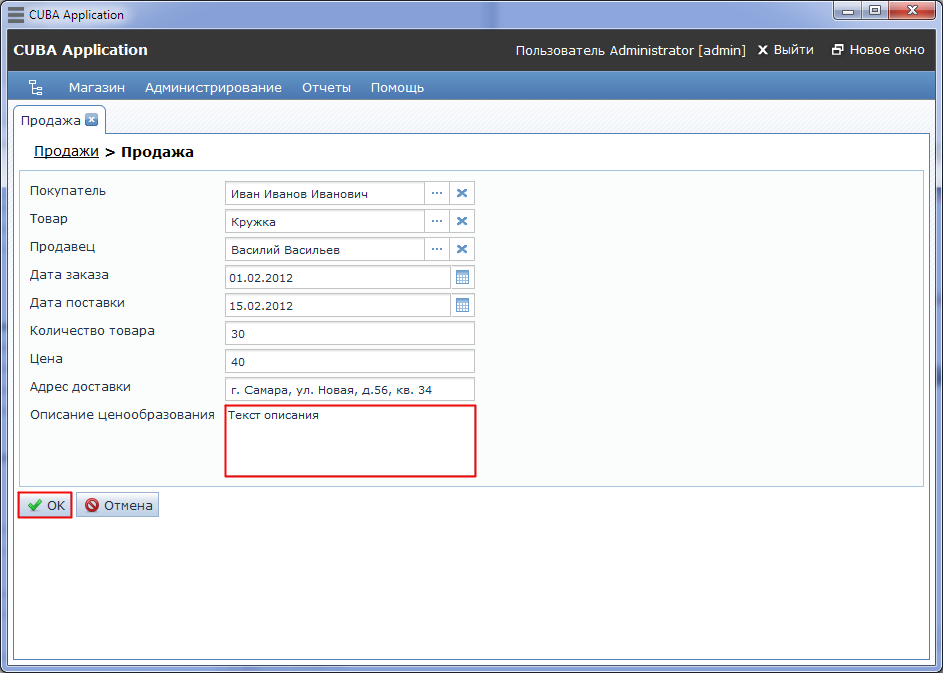 CUBA Application
CUBA Application Пользователь Administrator [admin] Выйти Новое окно
Магазин Администрирование Отчеты Помощь
Продажа
Продажи > Продажа
Покупатель Иван Иванов Иванович ...
Товар Кружка ...
Продавец Василий Васильев ...
Дата заказа 01.02.2012
Дата поставки 15.02.2012
Количество товара 30
Цена 40
Адрес доставки г. Самара, ул. Новая, д.56, кв. 34
Описание ценообразования Текст описания
OK Отмена